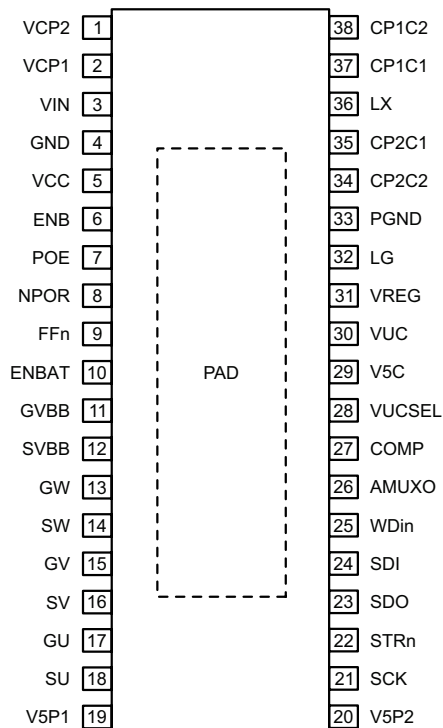 VCP2 1 38 CP1C2
VCP1 2 37 CP1C1
VIN 3 36 LX
GND 4 35 CP2C1
VCC 5 34 CP2C2
ENB 6 33 PGND
POE 7 32 LG
NPOR 8 31 VREG
FFn 9 30 VUC
PAD
ENBAT 10 29 V5C
GVBB 11 28 VUCSEL
SVBB 12 27 COMP
GW 13 26 AMUXO
SW 14 25 WDin
GV 15 24 SDI
SV 16 23 SDO
GU 17 22 STRn
SU 18 21 SCK
V5P1 19 20 V5P2